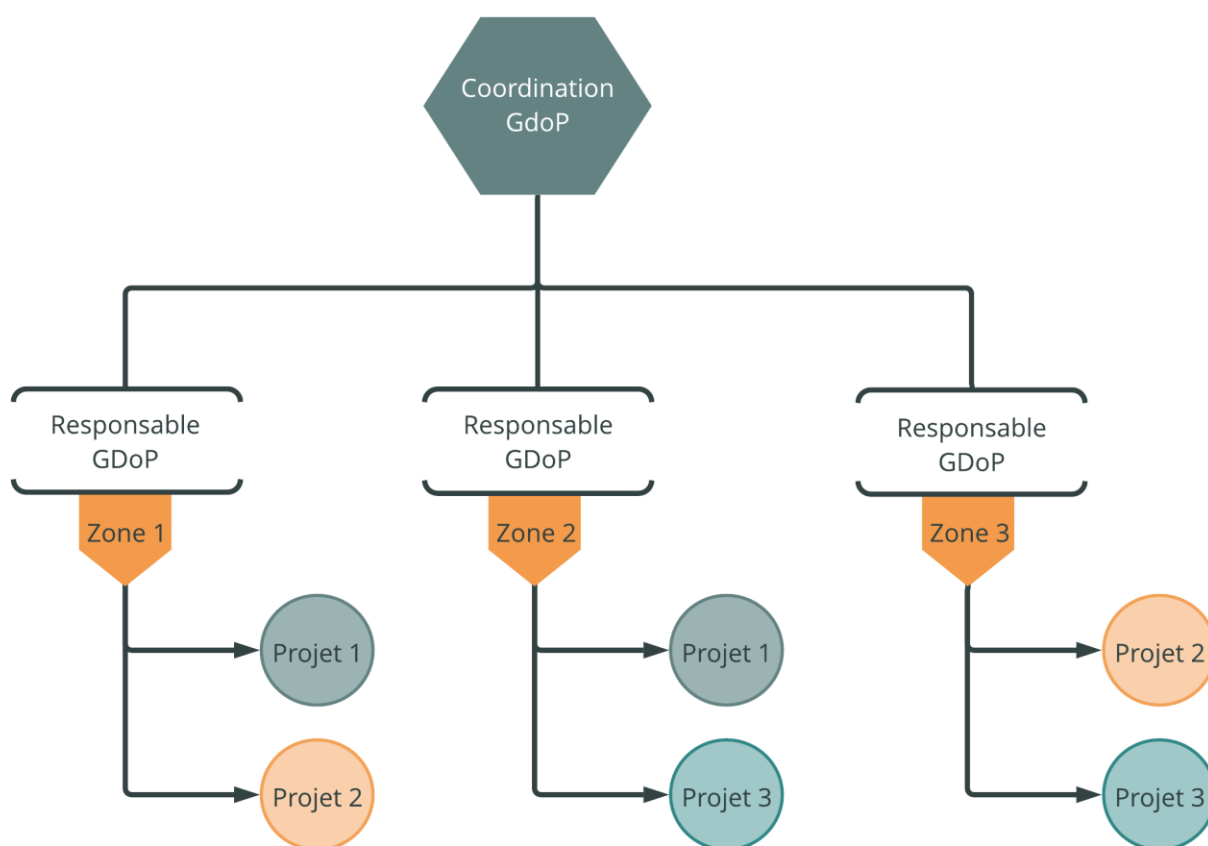 Coordination
GdoP
Responsable
GDoP
Responsable
GDoP
Responsable
GDoP
Zone 1
Zone 2
Zone 3
Projet 1
Projet 1
Projet 2
Projet 2
Projet 3
Projet 3